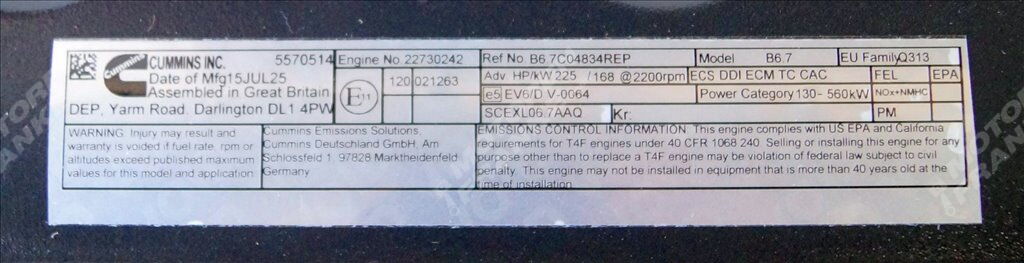 Cummins
CUMMINS INC. 5570514
Date of Mfg15JUL25
Assembled in Great Britain
DEP, Yarm Road. Darlington DL1 4PW
Engine No.22730242
E11
120 021263
Ref No B6.7C04834REP
Model B6.7
EU FamilyQ313
Adv HP/kW 225 /168 @2200rpm
ECS DDI ECM TC CAC
FEL EPA
e5 EV6/D V-0064
Power Category130- 560kW
NOx+NMHC
SCEXL06.7AAQ Kr:
PM
WARNING Injury may result and
warranty is voided if fuel rate. rpm or
altitudes exceed published maximum
values for this model and application
Cummins Emissions Solutions,
Cummins Deutschland GmbH, Am
Schlossfeld 1. 97828 Marktheidenfeld
Germany
EMISSIONS CONTROL INFORMATION This engine complies with US EPA and California
requirements for T4F engines under 40 CFR 1068 240. Selling or installing this engine for any
purpose other than to replace a T4F engine may be violation of federal law subject to civil
penalty. This engine may not be installed in equipment that is more than 40 years old at the
time of installation
MOTOR
FRANK